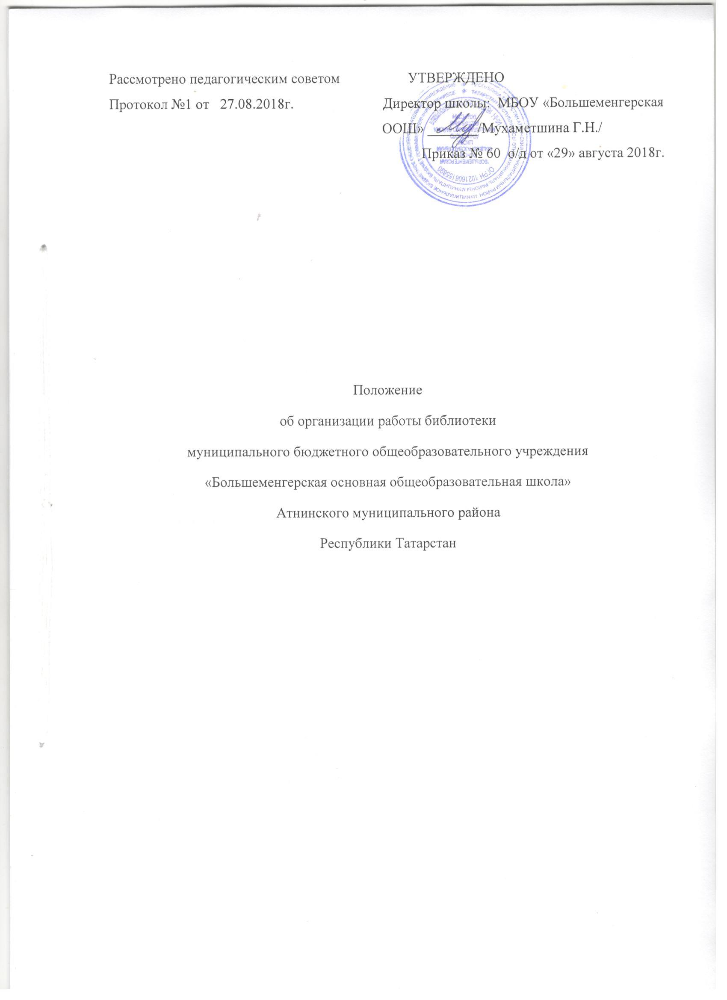 Рассмотрено педагогическим советом
Протокол №1 от 27.08.2018г.
УТВЕРЖДЕНО
Директор школы: МБОУ «Большеменгерская
ООШ» ________/Мухаметшина Г.Н./
Приказ № 60 о/д от «29» августа 2018г.
ОГРН 1021606155890
Положение
об организации работы библиотеки
муниципального бюджетного общеобразовательного учреждения
«Большеменгерская основная общеобразовательная школа»
Атнинского муниципального района
Республики Татарстан